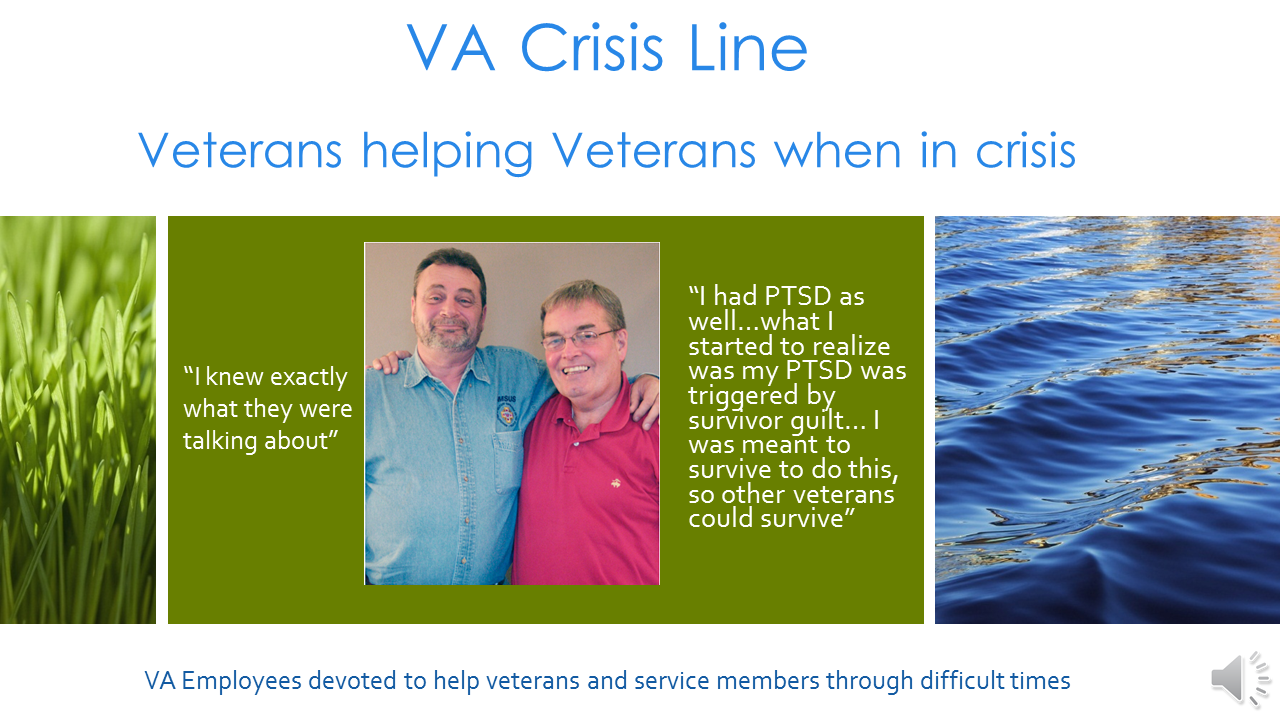 VA Crisis Line
Veterans helping Veterans when in crisis
“I knew exactly
what they were
talking about”
“I had PTSD as
well...what I
started to realize
was my PTSD was
triggered by
survivor guilt... I
was meant to
survive to do this,
so other veterans
could survive”
VA Employees devoted to help veterans and service members through difficult times